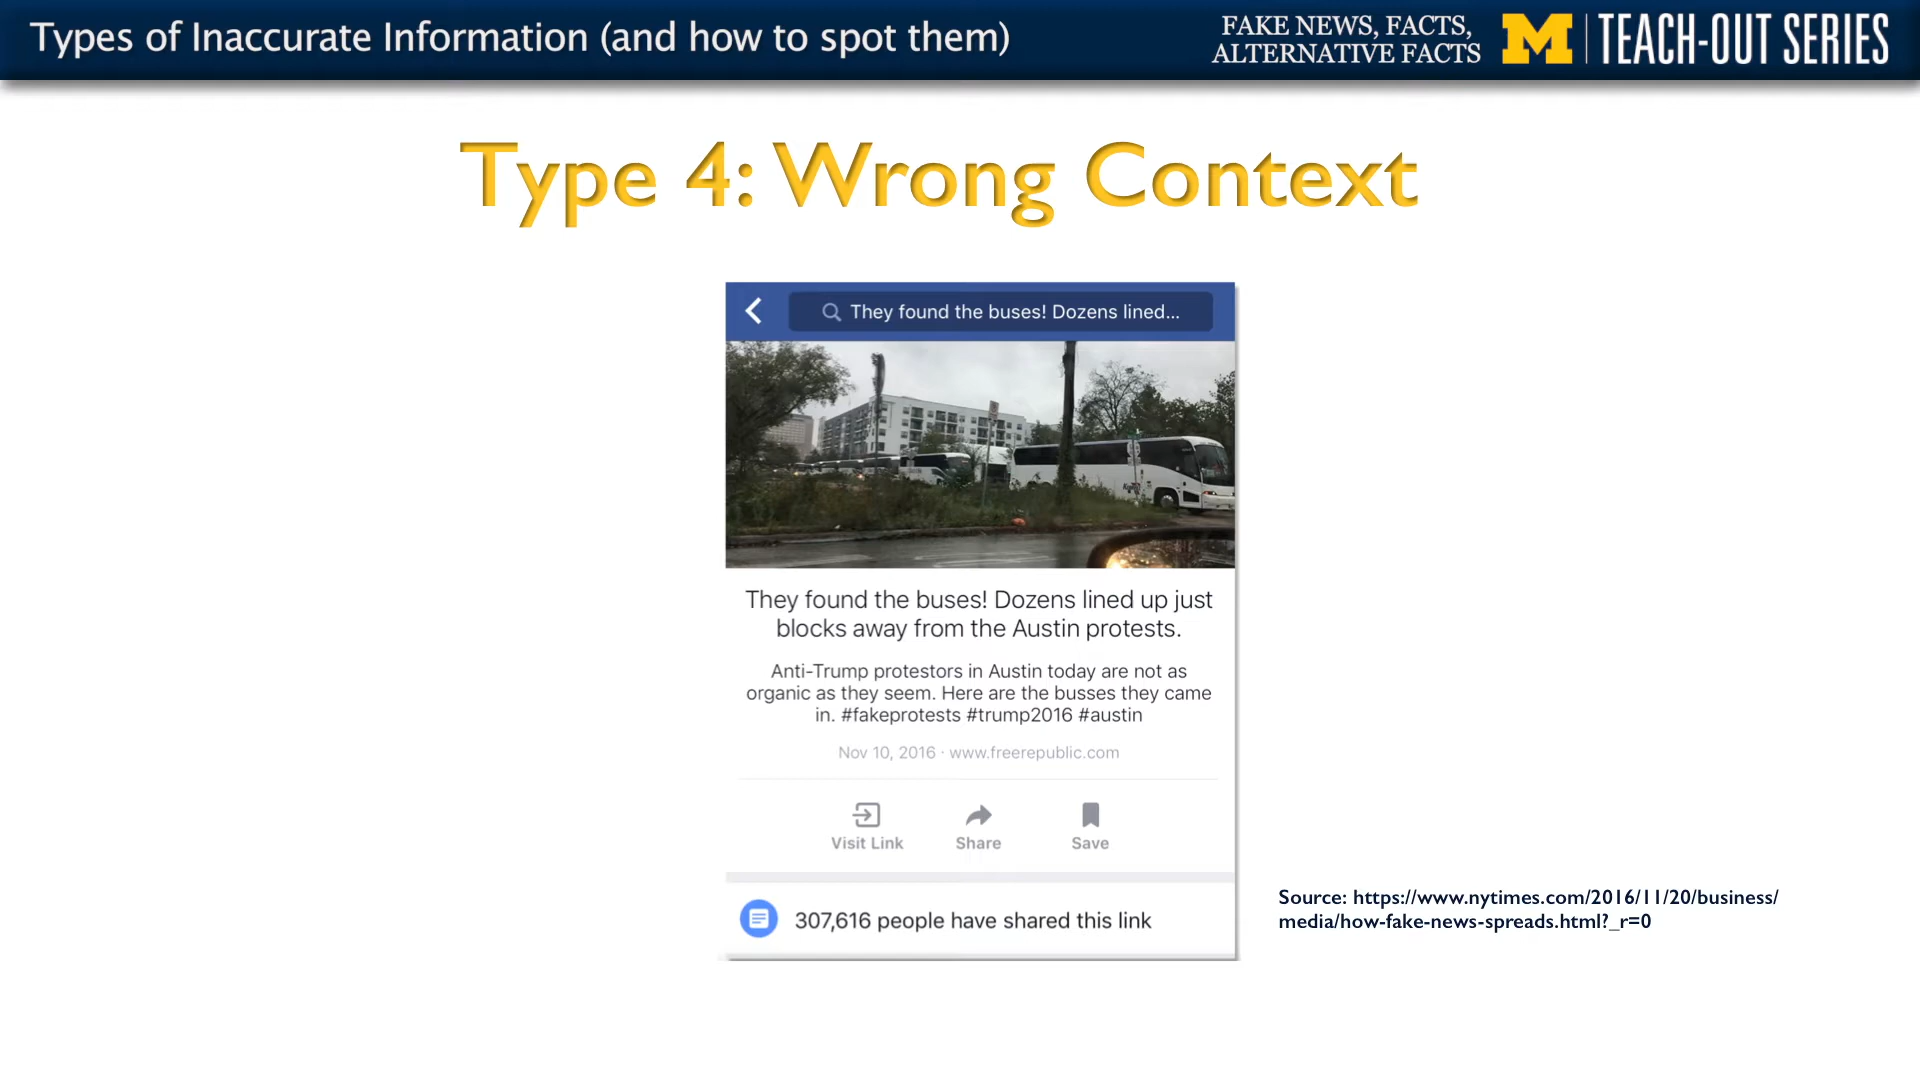 Types of Inaccurate Information (and how to spot them)
FAKE NEWS, FACTS,
ALTERNATIVE FACTS
M
TEACH-OUT SERIES
Type 4: Wrong Context
They found the buses! Dozens lined...
They found the buses! Dozens lined up just
blocks away from the Austin protests.
Anti-Trump protestors in Austin today are not as
organic as they seem. Here are the busses they came
in. #fakeprotests #trump2016 #austin
Nov 10, 2016 · www.freerepublic.com
Visit Link
Share
Save
307,616 people have shared this link
Source: https://www.nytimes.com/2016/11/20/business/
media/how-fake-news-spreads.html?_r=0